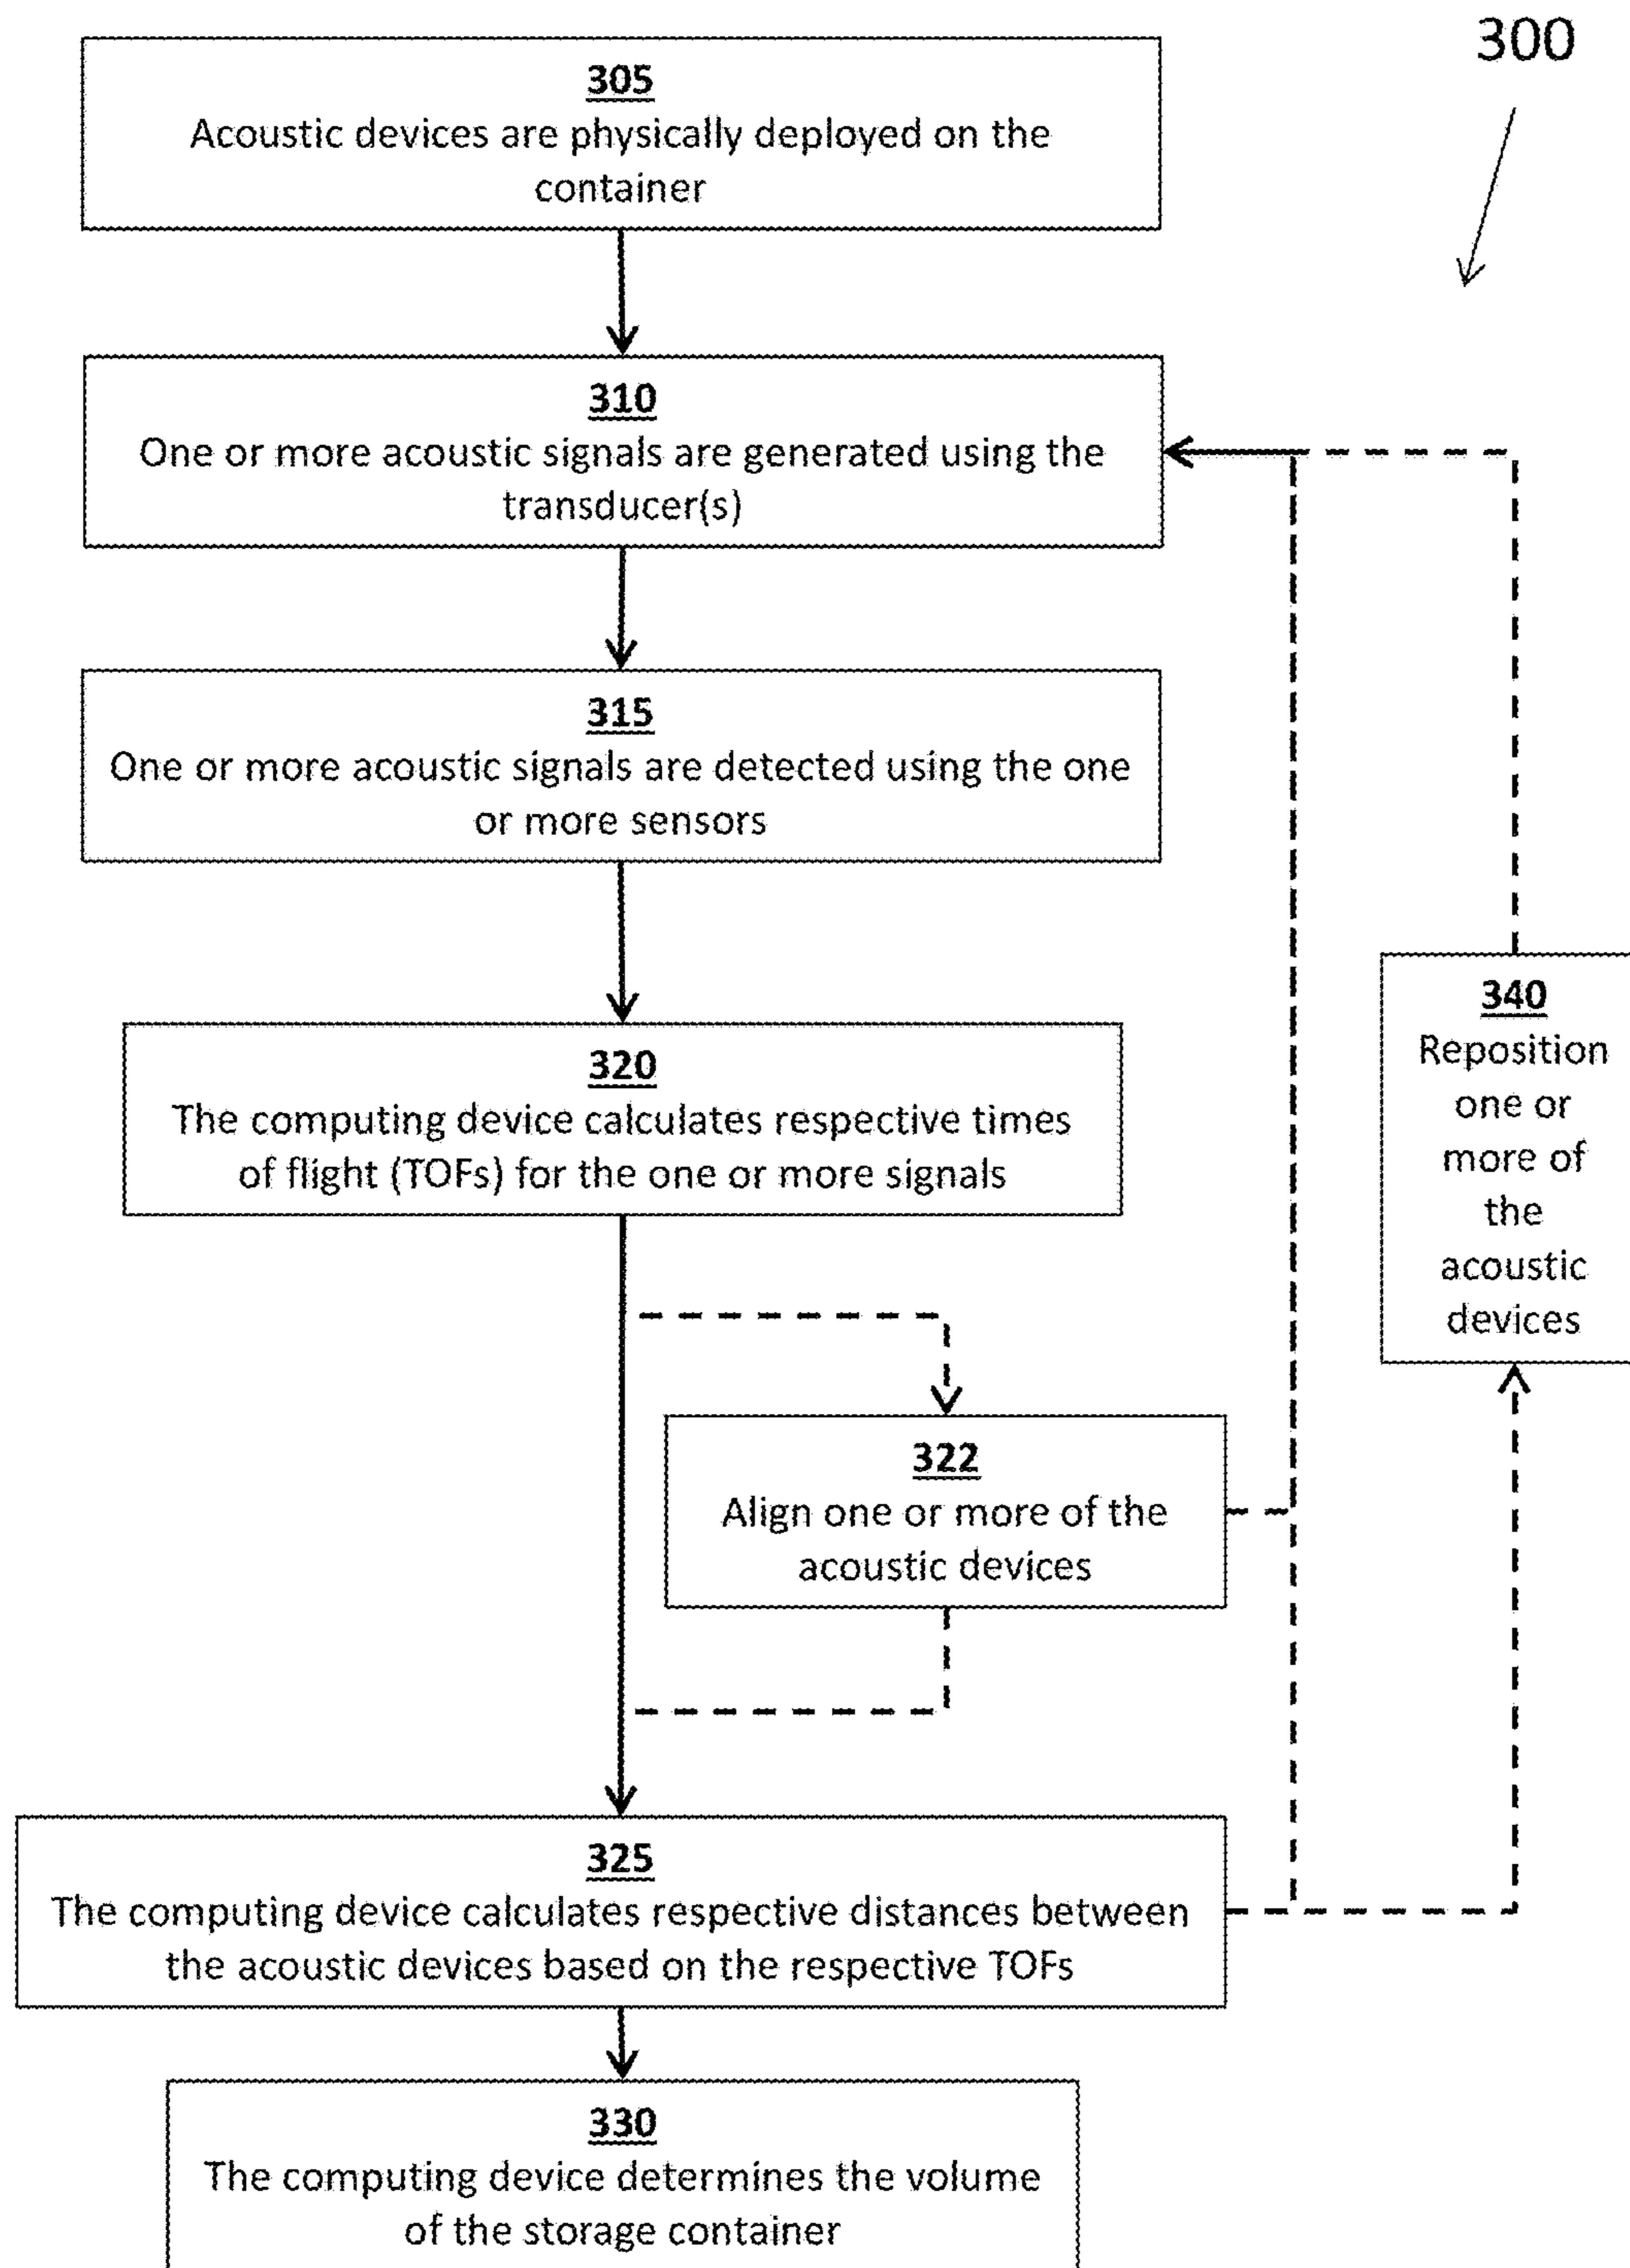 300
305
Acoustic devices are physically deployed on the
container
310
One or more acoustic signals are generated using the
transducer(s)
315
One or more acoustic signals are detected using the one
or more sensors
320
The computing device calculates respective times
of flight (TOFs) for the one or more signals
340
Reposition
one or
more of
the
acoustic
devices
322
Align one or more of the
acoustic devices
325
The computing device calculates respective distances between
the acoustic devices based on the respective TOFs
330
The computing device determines the volume
of the storage container